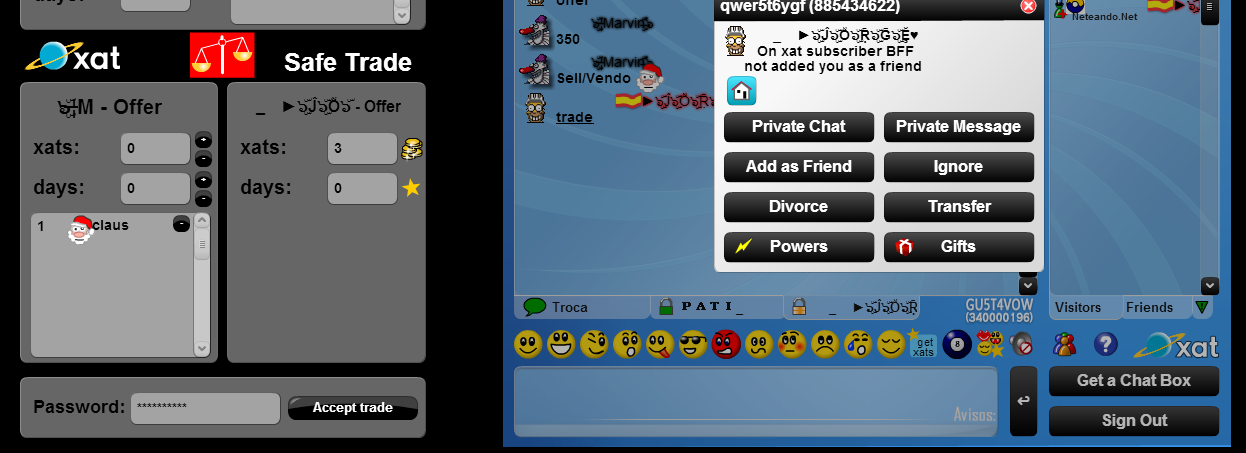 xat
Safe Trade
M - Offer
xats: 0
days: 0
1 claus
- Offer
xats: 3
days: 0
Password: **********
Accept trade
offer
Marvin
350
Marvin
Sell/Vendo
trade
qwer5t6ygf (885434622)
_ ►J.O.R.G.E♥
On xat subscriber BFF
not added you as a friend
Private Chat
Private Message
Add as Friend
Ignore
Divorce
Transfer
Powers
Gifts
Neteando.Net
Troca
P A T I _
GU5T4VOW
(340000196)
Visitors
Friends
get
xats
8
?
xat
Avisos:
Get a Chat Box
Sign Out